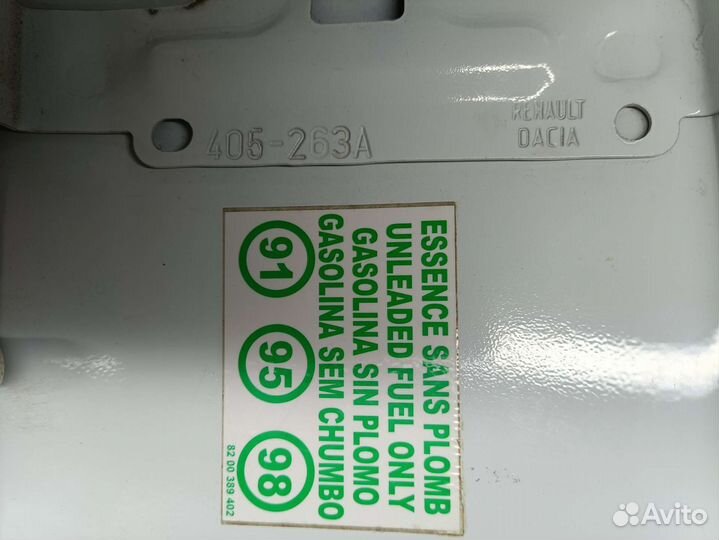 405-263A
RENAULT
DACIA
ESSENCE SANS PLOMB
UNLEADED FUEL ONLY
GASOLINA SIN PLOMO
GASOLINA SEM CHUMBO
91 95 98
82 00 389 402
Avito